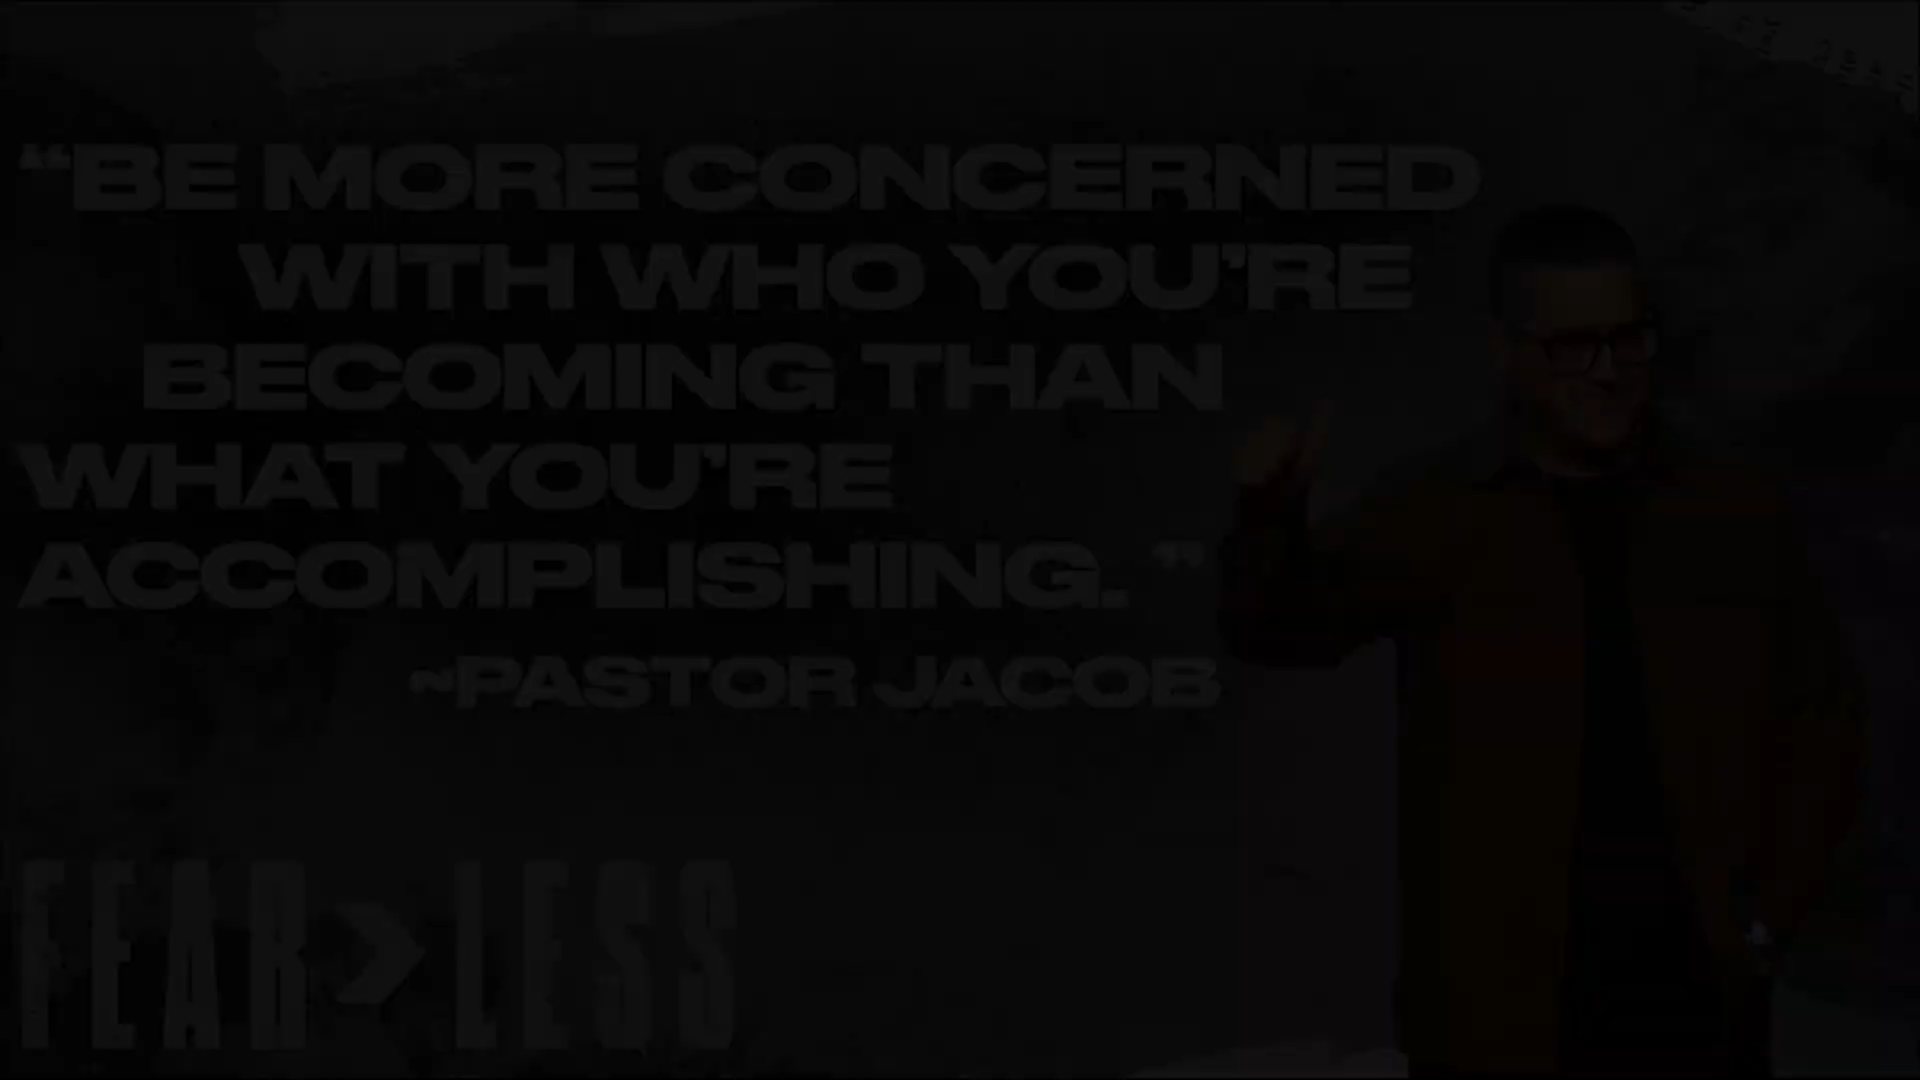 “BE MORE CONCERNED
WITH WHO YOU’RE
BECOMING THAN
WHAT YOU’RE
ACCOMPLISHING. ”
~PASTOR JACOB
FEAR>LESS